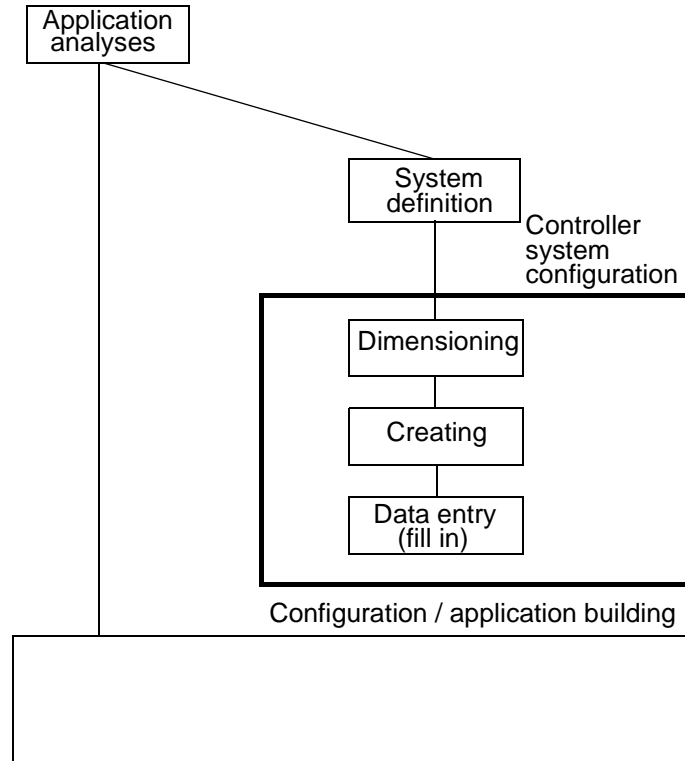 Application
analyses
System
definition
Controller
system
configuration
Dimensioning
Creating
Data entry
(fill in)
Configuration / application building